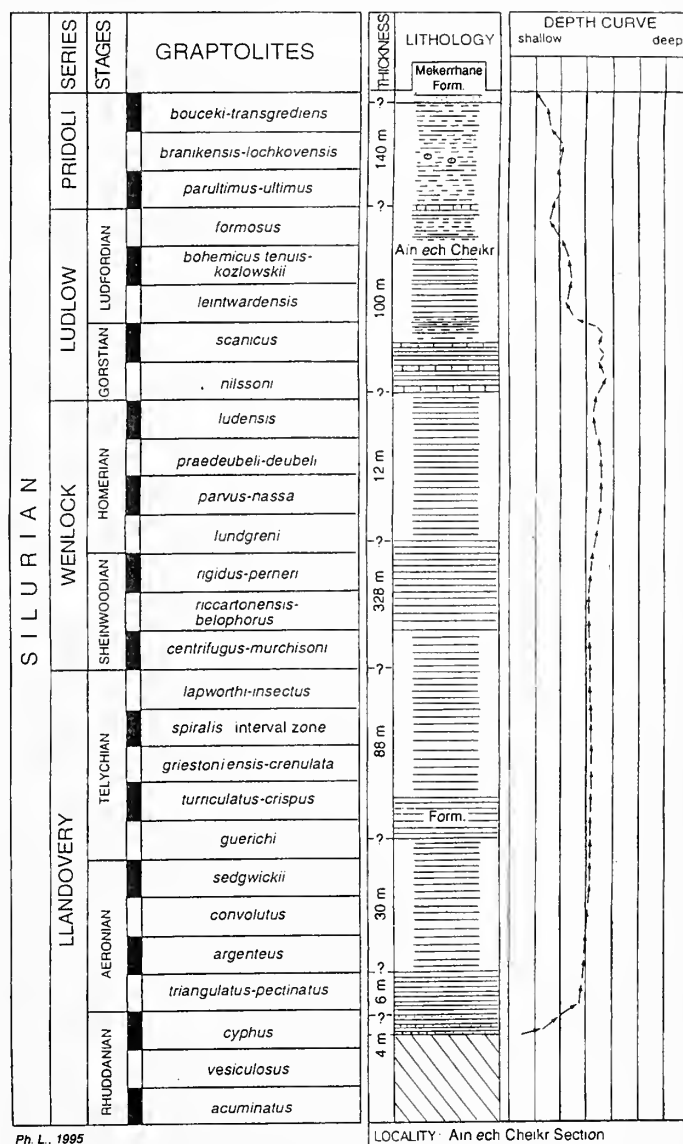 SERIES
STAGES
GRAPTOLITES
THICKNESS
LITHOLOGY
DEPTH CURVE
shallow
deep
Mekerrhane
Form.
SILURIAN
PRIDOLI
bouceki-transgrediens
branikensis-lochkovensis
parultimus-ultimus
LUDLOW
LUDFORDIAN
formosus
bohemicus tenuis-
kozlowskii
leintwardensis
GORSTIAN
scanicus
nilssoni
WENLOCK
HOMERIAN
ludensis
praedeubeli-deubeli
parvus-nassa
lundgreni
SHEINWOODIAN
rigidus-perneri
riccartonensis-
belophorus
centrifugus-murchisoni
LLANDOVERY
TELYCHIAN
lapworthi-insectus
spiralis interval zone
griestoniensis-crenulata
turriculatus-crispus
guerichi
AERONIAN
sedgwickii
convolutus
argenteus
triangulatus-pectinatus
RHUDDANIAN
cyphus
vesiculosus
acuminatus
?
140 m
?
100 m
?
12 m
?
328 m
?
88 m
?
30 m
?
6 m
?
4 m
Ain ech Cheikr
Form.
Ph. L., 1995
LOCALITY: Ain ech Cheikr Section